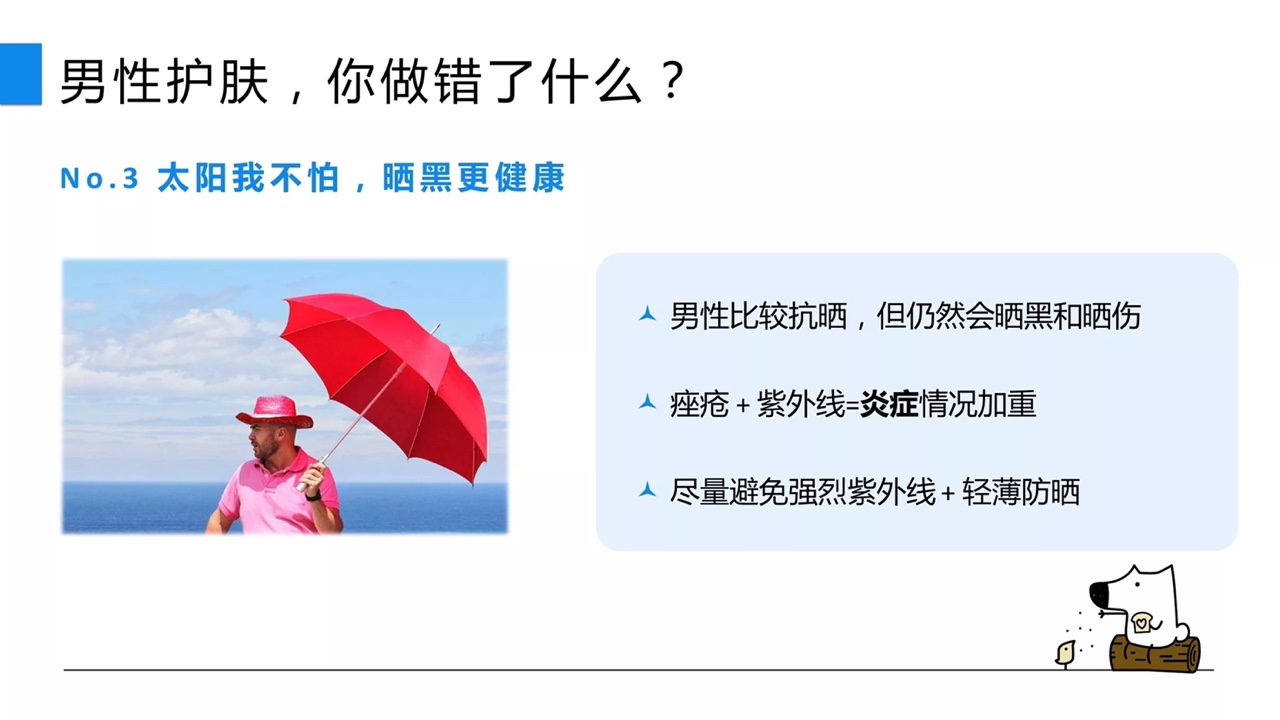 男性护肤，你做错了什么？
No.3 太阳我不怕，晒黑更健康
男性比较抗晒，但仍然会晒黑和晒伤
痤疮 + 紫外线=炎症情况加重
尽量避免强烈紫外线 + 轻薄防晒